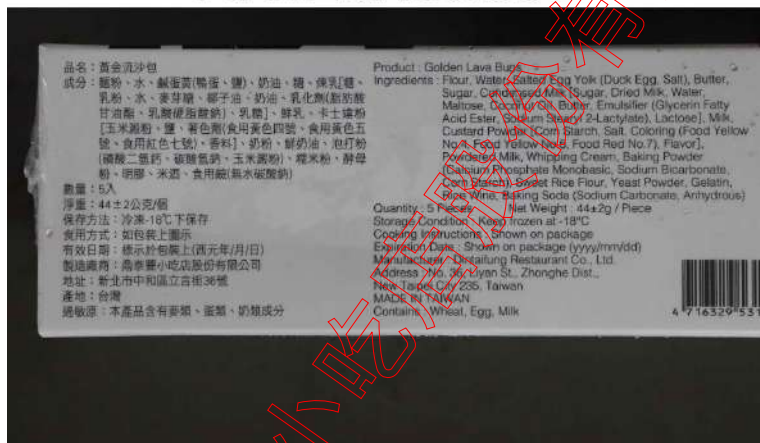 品名：黃金流沙包
成分：麵粉、水、鹹蛋黃(鴨蛋、鹽)、奶油、糖、煉乳[糖、
乳粉、水、麥芽糖、椰子油、奶油、乳化劑(脂肪酸
甘油酯、乳酸硬脂酸鈉)、乳糖]、鮮乳、卡士達粉
[玉米澱粉、鹽、著色劑(食用黃色四號、食用黃色五
號、食用紅色七號)、香料]、奶粉、鮮奶油、泡打粉
(磷酸二氫鈣、碳酸氫鈉、玉米澱粉)、糯米粉、酵母
粉、明膠、米酒、食用鹼(無水碳酸鈉)
數量：5入
淨重：44±2公克/個
保存方法：冷凍-18℃下保存
食用方式：如包裝上圖示
有效日期：標示於包裝上(西元年/月/日)
製造廠商：鼎泰豐小吃店股份有限公司
地址：新北市中和區立言街36號
產地：台灣
過敏原：本產品含有麥類、蛋類、奶類成分
Product : Golden Lava Buns
Ingredients : Flour, Water, Salted Egg Yolk (Duck Egg, Salt), Butter,
Sugar, Condensed Milk [Sugar, Dried Milk, Water,
Maltose, Coconut Oil, Butter, Emulsifier (Glycerin Fatty
Acid Ester, Sodium Stearyl 2-Lactylate), Lactose], Milk,
Custard Powder [Corn Starch, Salt, Coloring (Food Yellow
No.4, Food Yellow No.5, Food Red No.7), Flavor],
Powdered Milk, Whipping Cream, Baking Powder
(Calcium Phosphate Monobasic, Sodium Bicarbonate,
Corn Starch), Sweet Rice Flour, Yeast Powder, Gelatin,
Rice Wine, Baking Soda (Sodium Carbonate, Anhydrous)
Quantity : 5 Pieces Net Weight : 44±2g / Piece
Storage Condition : Keep frozen at -18°C
Cooking Instructions : Shown on package
Expiration Date : Shown on package (yyyy/mm/dd)
Manufacturer : Dintaifung Restaurant Co., Ltd.
Address : No. 36, Liyan St., Zhonghe Dist.,
New Taipei City 235, Taiwan
MADE IN TAIWAN
Contains : Wheat, Egg, Milk
4 716329 531
小吃店股份有